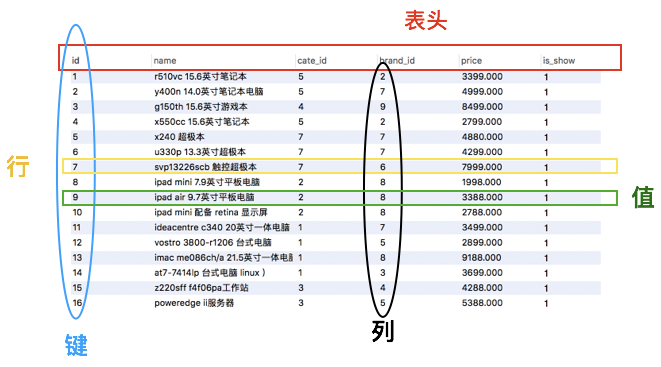 表头
id name cate_id brand_id price is_show
1 r510vc 15.6英寸笔记本 5 2 3399.000 1
2 y400n 14.0英寸笔记本电脑 5 7 4999.000 1
3 g150th 15.6英寸游戏本 4 9 8499.000 1
4 x550cc 15.6英寸笔记本 5 2 2799.000 1
5 x240 超极本 7 7 4880.000 1
6 u330p 13.3英寸超极本 7 7 4299.000 1
行
7 svp13226scb 触控超极本 7 6 7999.000 1
8 ipad mini 7.9英寸平板电脑 2 8 1998.000 1
9 ipad air 9.7英寸平板电脑 2 8 3388.000 1
值
10 ipad mini 配备 retina 显示屏 2 8 2788.000 1
11 ideacentre c340 20英寸一体电脑 1 7 3499.000 1
12 vostro 3800-r1206 台式电脑 1 5 2899.000 1
13 imac me086ch/a 21.5英寸一体电脑 1 8 9188.000 1
14 at7-7414lp 台式电脑 linux ) 1 3 3699.000 1
15 z220sff f4f06pa工作站 3 4 4288.000 1
16 poweredge ii服务器 3 5 5388.000 1
键
列